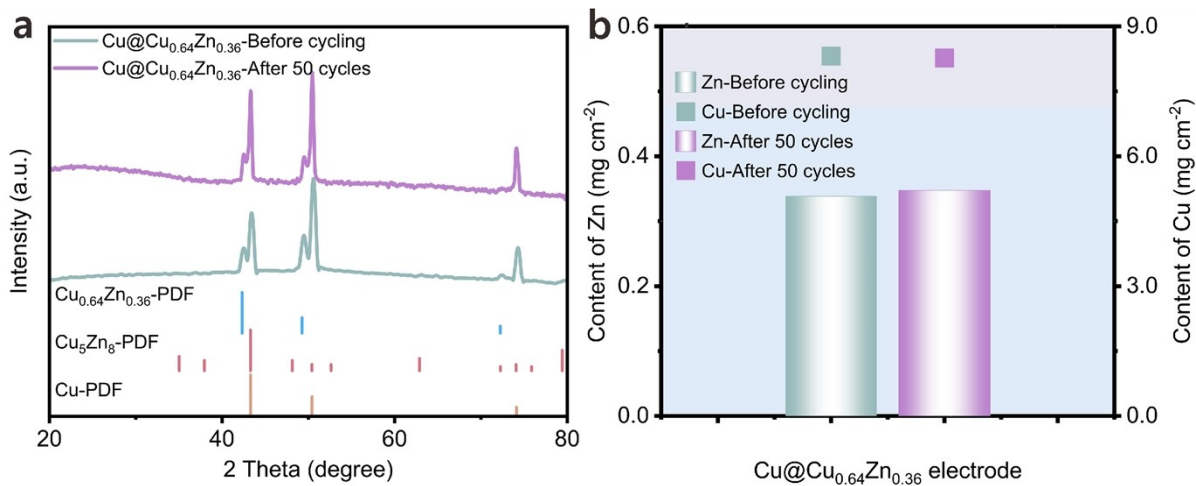 a
Cu@Cu0.64Zn0.36-Before cycling
Cu@Cu0.64Zn0.36-After 50 cycles
Intensity (a.u.)
Cu0.64Zn0.36-PDF
Cu5Zn8-PDF
Cu-PDF
20
40
60
80
2 Theta (degree)
b
0.6
0.4
0.2
0.0
Content of Zn (mg cm-2)
Zn-Before cycling
Cu-Before cycling
Zn-After 50 cycles
Cu-After 50 cycles
9.0
6.0
3.0
0.0
Content of Cu (mg cm-2)
Cu@Cu0.64Zn0.36 electrode